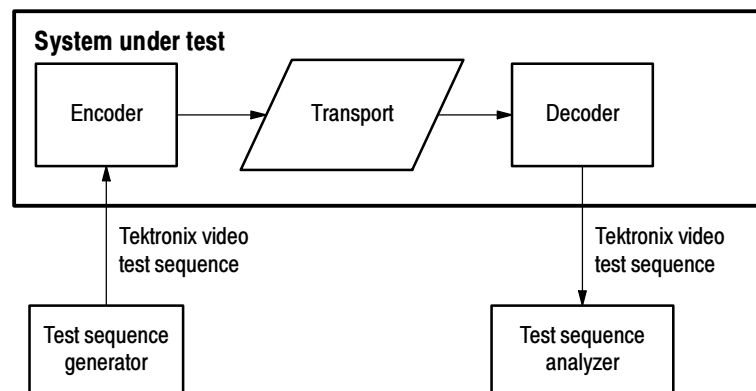 System under test
Encoder
Transport
Decoder
Tektronix video
test sequence
Tektronix video
test sequence
Test sequence
generator
Test sequence
analyzer